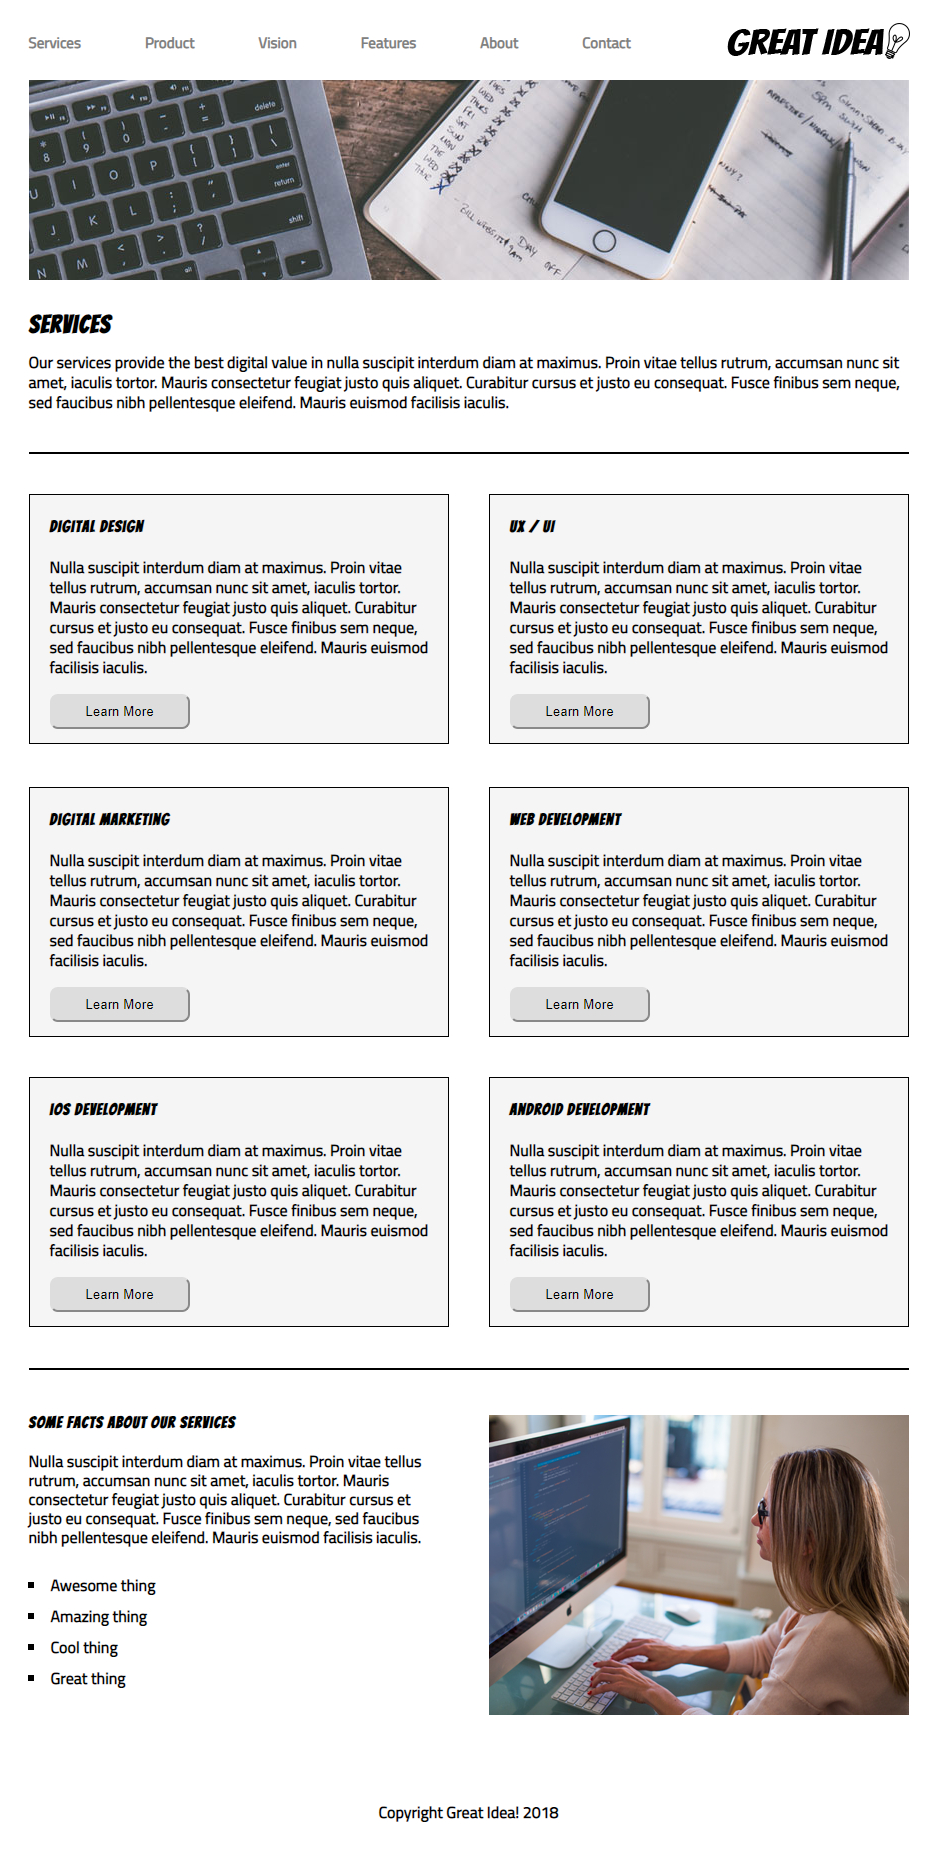 Services Product Vision Features About Contact GREAT IDEA
delete
enter
return
shift
WED
THURS
FRI
SAT
SUN
TUE
WED
THUR
BILL WEBSITE 9AM
DAY OFF
SERVICES
Our services provide the best digital value in nulla suscipit interdum diam at maximus. Proin vitae tellus rutrum, accumsan nunc sit
amet, iaculis tortor. Mauris consectetur feugiat justo quis aliquet. Curabitur cursus et justo eu consequat. Fusce finibus sem neque,
sed faucibus nibh pellentesque eleifend. Mauris euismod facilisis iaculis.
DIGITAL DESIGN
Nulla suscipit interdum diam at maximus. Proin vitae
tellus rutrum, accumsan nunc sit amet, iaculis tortor.
Mauris consectetur feugiat justo quis aliquet. Curabitur
cursus et justo eu consequat. Fusce finibus sem neque,
sed faucibus nibh pellentesque eleifend. Mauris euismod
facilisis iaculis.
Learn More
UX / UI
Nulla suscipit interdum diam at maximus. Proin vitae
tellus rutrum, accumsan nunc sit amet, iaculis tortor.
Mauris consectetur feugiat justo quis aliquet. Curabitur
cursus et justo eu consequat. Fusce finibus sem neque,
sed faucibus nibh pellentesque eleifend. Mauris euismod
facilisis iaculis.
Learn More
DIGITAL MARKETING
Nulla suscipit interdum diam at maximus. Proin vitae
tellus rutrum, accumsan nunc sit amet, iaculis tortor.
Mauris consectetur feugiat justo quis aliquet. Curabitur
cursus et justo eu consequat. Fusce finibus sem neque,
sed faucibus nibh pellentesque eleifend. Mauris euismod
facilisis iaculis.
Learn More
WEB DEVELOPMENT
Nulla suscipit interdum diam at maximus. Proin vitae
tellus rutrum, accumsan nunc sit amet, iaculis tortor.
Mauris consectetur feugiat justo quis aliquet. Curabitur
cursus et justo eu consequat. Fusce finibus sem neque,
sed faucibus nibh pellentesque eleifend. Mauris euismod
facilisis iaculis.
Learn More
IOS DEVELOPMENT
Nulla suscipit interdum diam at maximus. Proin vitae
tellus rutrum, accumsan nunc sit amet, iaculis tortor.
Mauris consectetur feugiat justo quis aliquet. Curabitur
cursus et justo eu consequat. Fusce finibus sem neque,
sed faucibus nibh pellentesque eleifend. Mauris euismod
facilisis iaculis.
Learn More
ANDROID DEVELOPMENT
Nulla suscipit interdum diam at maximus. Proin vitae
tellus rutrum, accumsan nunc sit amet, iaculis tortor.
Mauris consectetur feugiat justo quis aliquet. Curabitur
cursus et justo eu consequat. Fusce finibus sem neque,
sed faucibus nibh pellentesque eleifend. Mauris euismod
facilisis iaculis.
Learn More
SOME FACTS ABOUT OUR SERVICES
Nulla suscipit interdum diam at maximus. Proin vitae tellus
rutrum, accumsan nunc sit amet, iaculis tortor. Mauris
consectetur feugiat justo quis aliquet. Curabitur cursus et
justo eu consequat. Fusce finibus sem neque, sed faucibus
nibh pellentesque eleifend. Mauris euismod facilisis iaculis.
Awesome thing
Amazing thing
Cool thing
Great thing
Copyright Great Idea! 2018